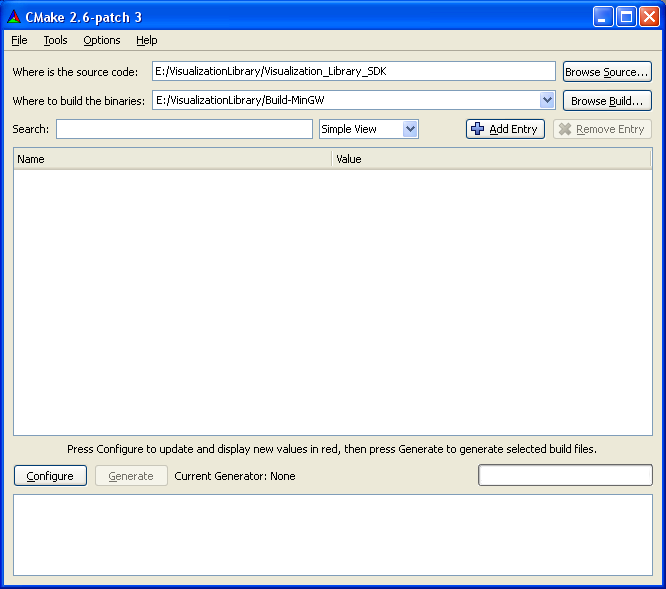 CMake 2.6-patch 3
File Tools Options Help
Where is the source code: E:/VisualizationLibrary/Visualization_Library_SDK Browse Source...
Where to build the binaries: E:/VisualizationLibrary/Build-MinGW Browse Build...
Search: Simple View Add Entry Remove Entry
Name Value
Press Configure to update and display new values in red, then press Generate to generate selected build files.
Configure Generate Current Generator: None